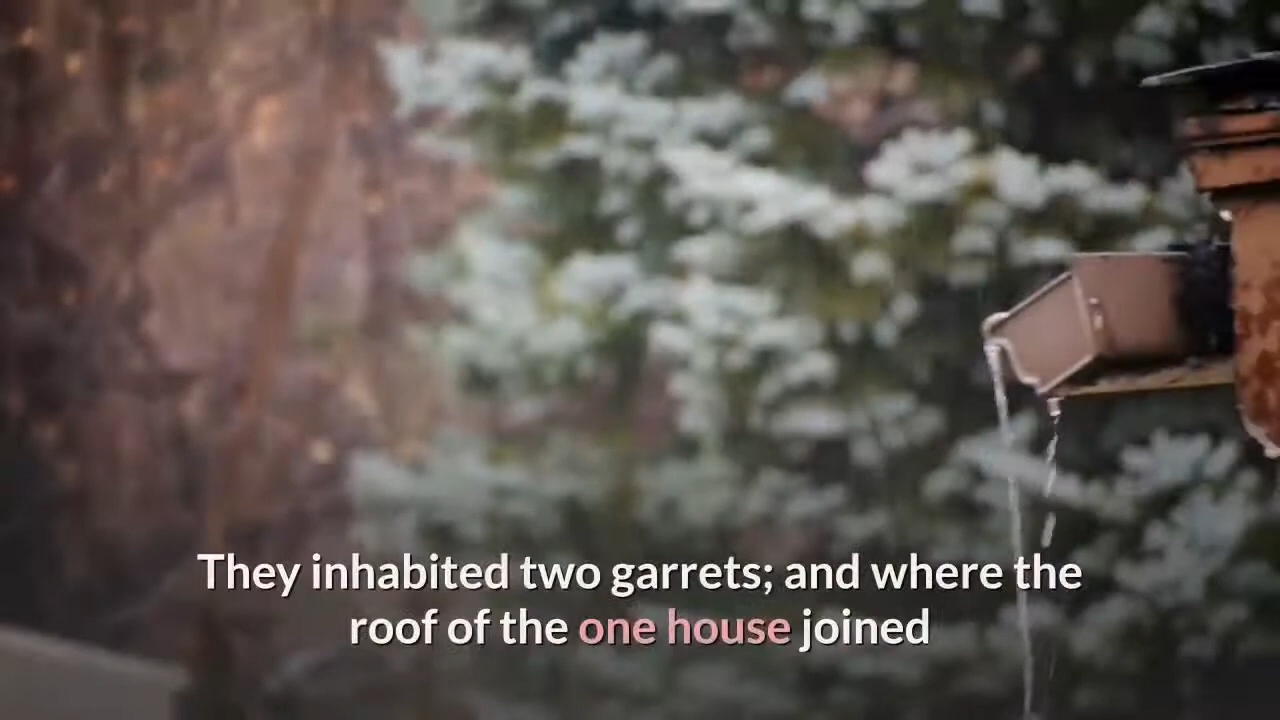 They inhabited two garrets; and where the
roof of the one house joined